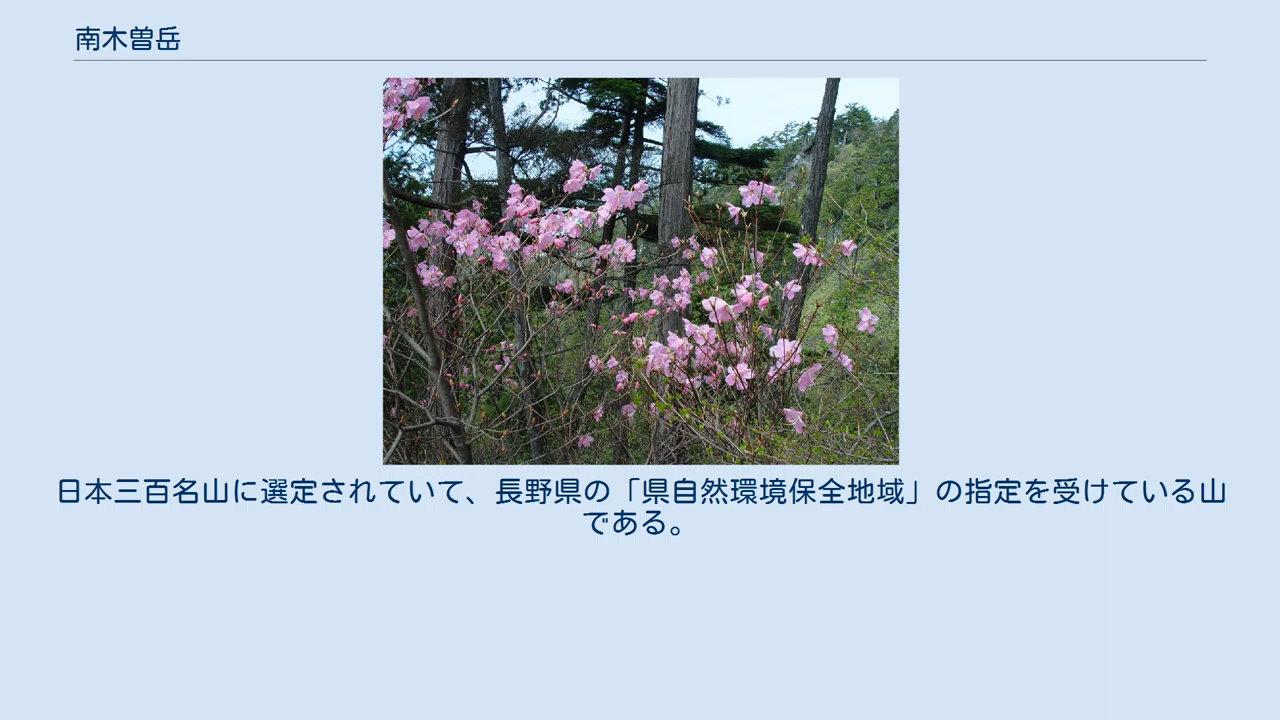 南木曽岳
日本三百名山に選定されていて、長野県の「県自然環境保全地域」の指定を受けている山
である。